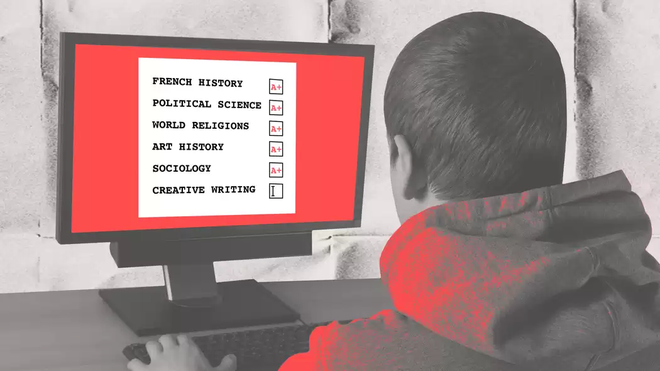 FRENCH HISTORY A+
POLITICAL SCIENCE A+
WORLD RELIGIONS A+
ART HISTORY A+
SOCIOLOGY A+
CREATIVE WRITING